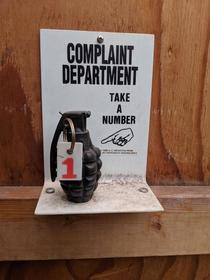 COMPLAINT
DEPARTMENT
TAKE
A
NUMBER
1